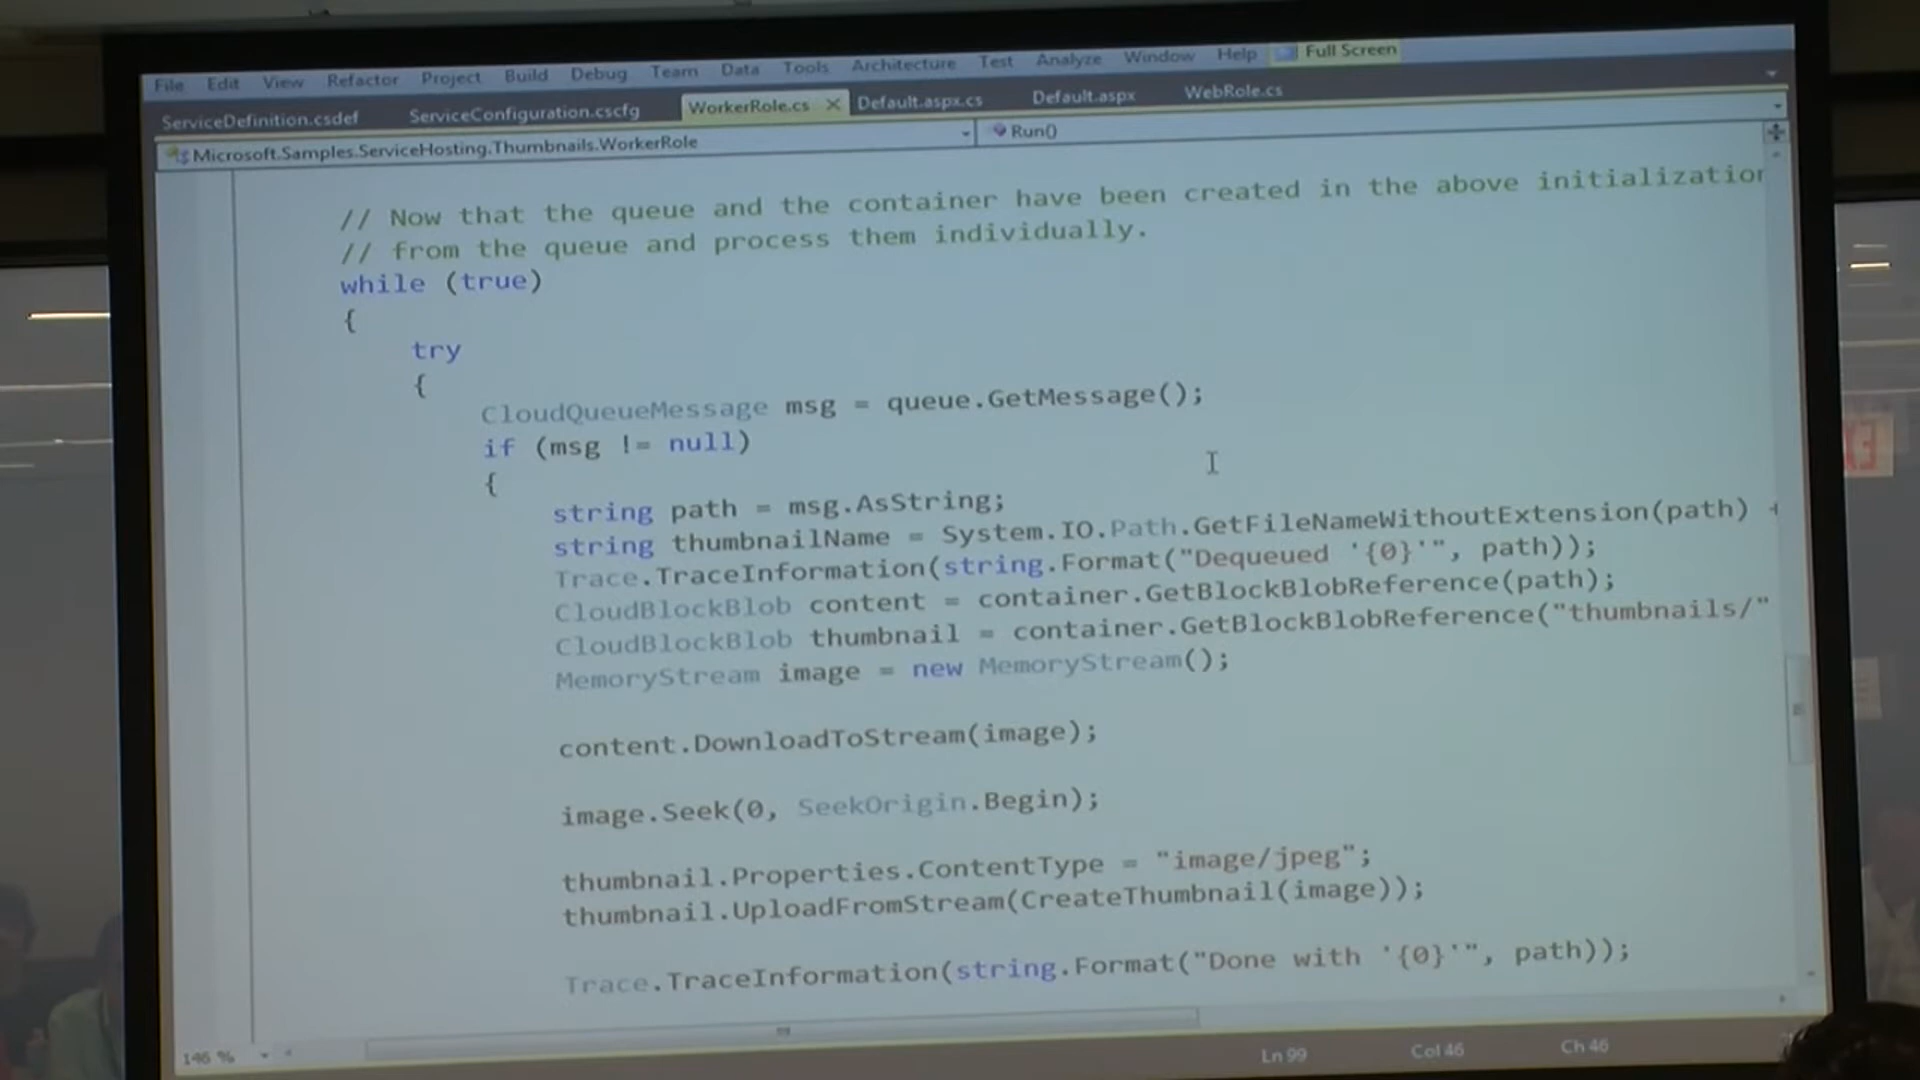 File Edit View Refactor Project Build Debug Team Data Tools Architecture Test Analyze Window Help Full Screen
ServiceDefinition.csdef ServiceConfiguration.cscfg WorkerRole.cs Default.aspx.cs Default.aspx WebRole.cs
Microsoft.Samples.ServiceHosting.Thumbnails.WorkerRole Run()
// Now that the queue and the container have been created in the above initialization
// from the queue and process them individually.
while (true)
{
try
{
CloudQueueMessage msg = queue.GetMessage();
if (msg != null)
{
string path = msg.AsString;
string thumbnailName = System.IO.Path.GetFileNameWithoutExtension(path) +
Trace.TraceInformation(string.Format("Dequeued '{0}'", path));
CloudBlockBlob content = container.GetBlockBlobReference(path);
CloudBlockBlob thumbnail = container.GetBlockBlobReference("thumbnails/"
MemoryStream image = new MemoryStream();
content.DownloadToStream(image);
image.Seek(0, SeekOrigin.Begin);
thumbnail.Properties.ContentType = "image/jpeg";
thumbnail.UploadFromStream(CreateThumbnail(image));
Trace.TraceInformation(string.Format("Done with '{0}'", path));
146 % Ln 99 Col 46 Ch 46